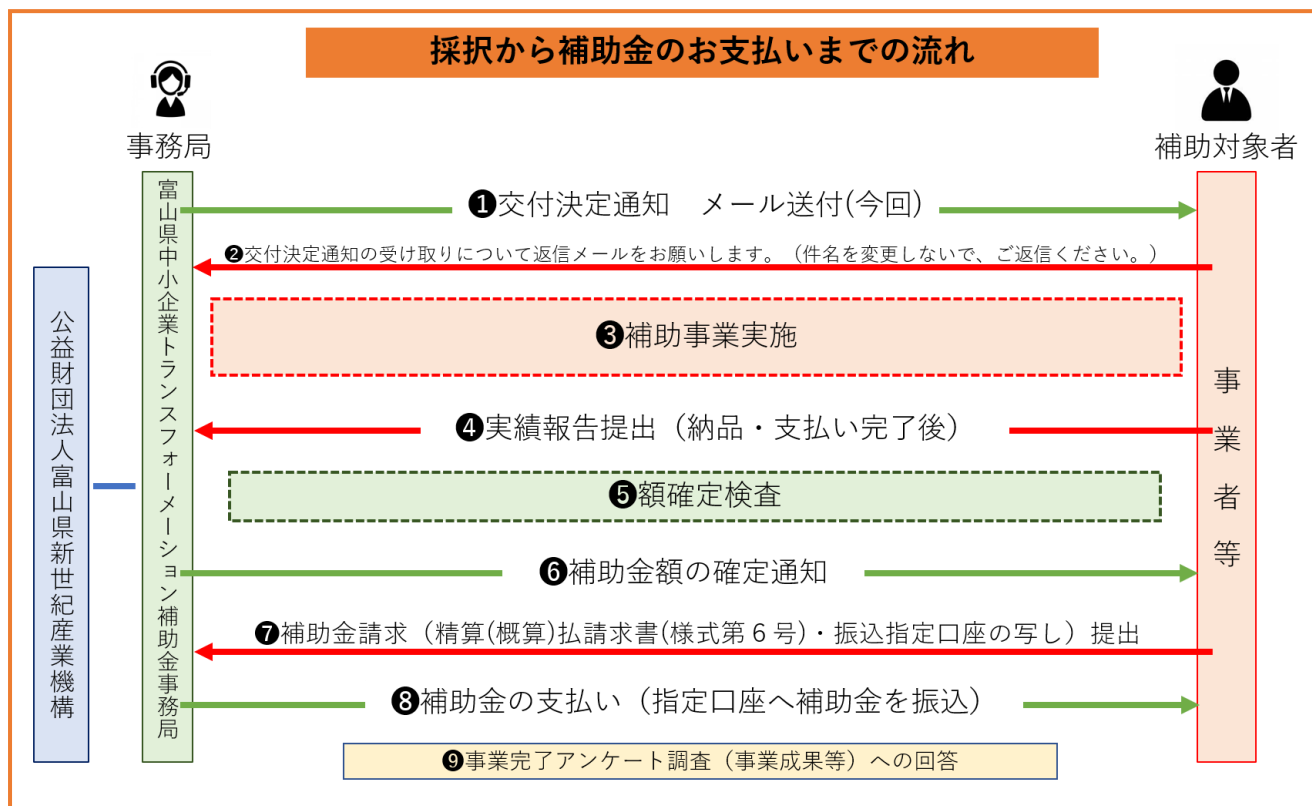 採択から補助金のお支払いまでの流れ
事務局
補助対象者
富山県中小企業トランスフォーメーション補助金事務局
公益財団法人富山県新世紀産業機構
事業者等
❶交付決定通知　メール送付(今回)
❷交付決定通知の受け取りについて返信メールをお願いします。（件名を変更しないで、ご返信ください。）
❸補助事業実施
❹実績報告提出（納品・支払い完了後）
❺額確定検査
❻補助金額の確定通知
❼補助金請求（精算(概算)払請求書(様式第６号)・振込指定口座の写し）提出
❽補助金の支払い（指定口座へ補助金を振込）
❾事業完了アンケート調査（事業成果等）への回答